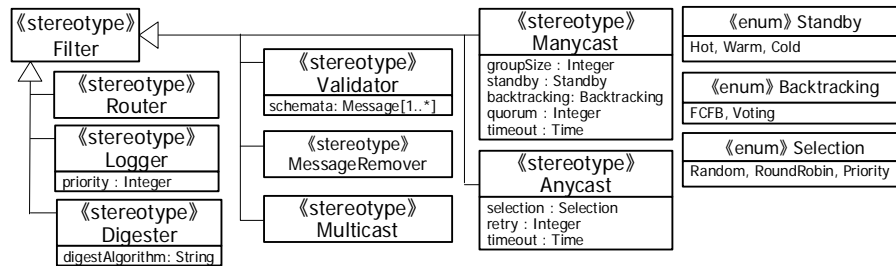 《stereotype》
Filter
《stereotype》
Router
《stereotype》
Logger
priority : Integer
《stereotype》
Digester
digestAlgorithm: String
《stereotype》
Validator
schemata: Message[1..*]
《stereotype》
MessageRemover
《stereotype》
Multicast
《stereotype》
Manycast
groupSize : Integer
standby : Standby
backtracking: Backtracking
quorum : Integer
timeout : Time
《stereotype》
Anycast
selection : Selection
retry : Integer
timeout : Time
《enum》 Standby
Hot, Warm, Cold
《enum》 Backtracking
FCFB, Voting
《enum》 Selection
Random, RoundRobin, Priority